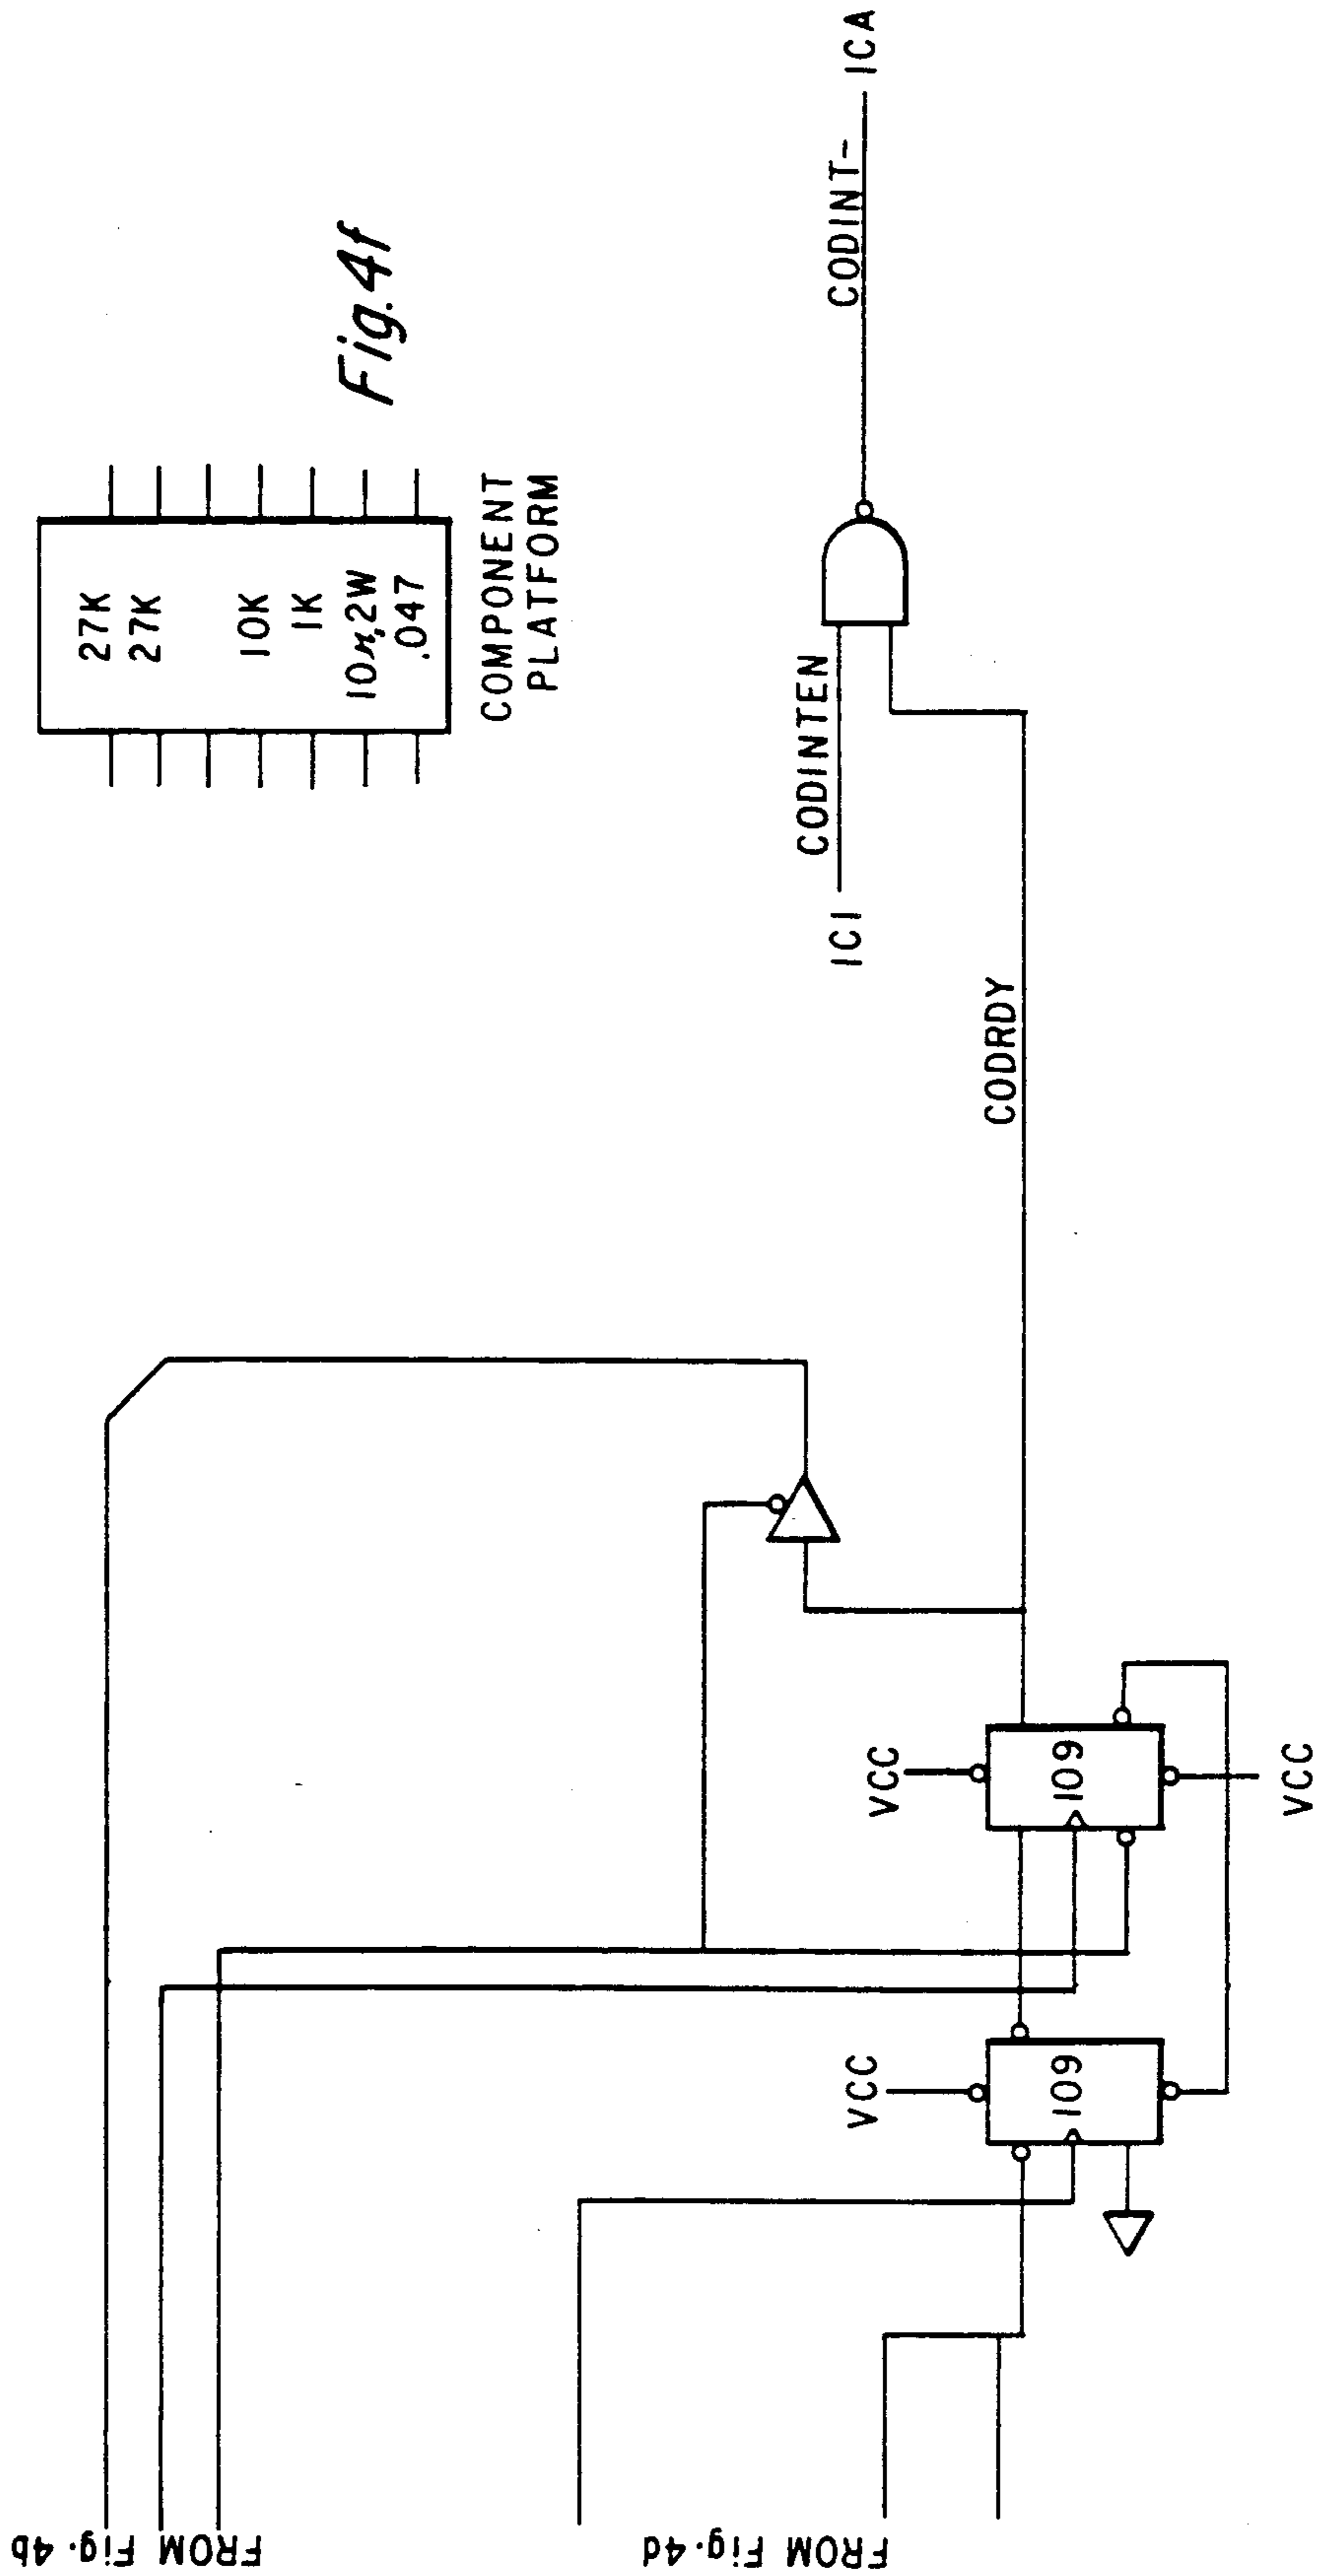 Fig.4f
27K
27K
10K
1K
10Ω,2W
.047
COMPONENT
PLATFORM
CODINT-
ICA
CODINTEN
ICI
CODRDY
VCC
109
VCC
VCC
109
FROM Fig.4b
FROM Fig.4d